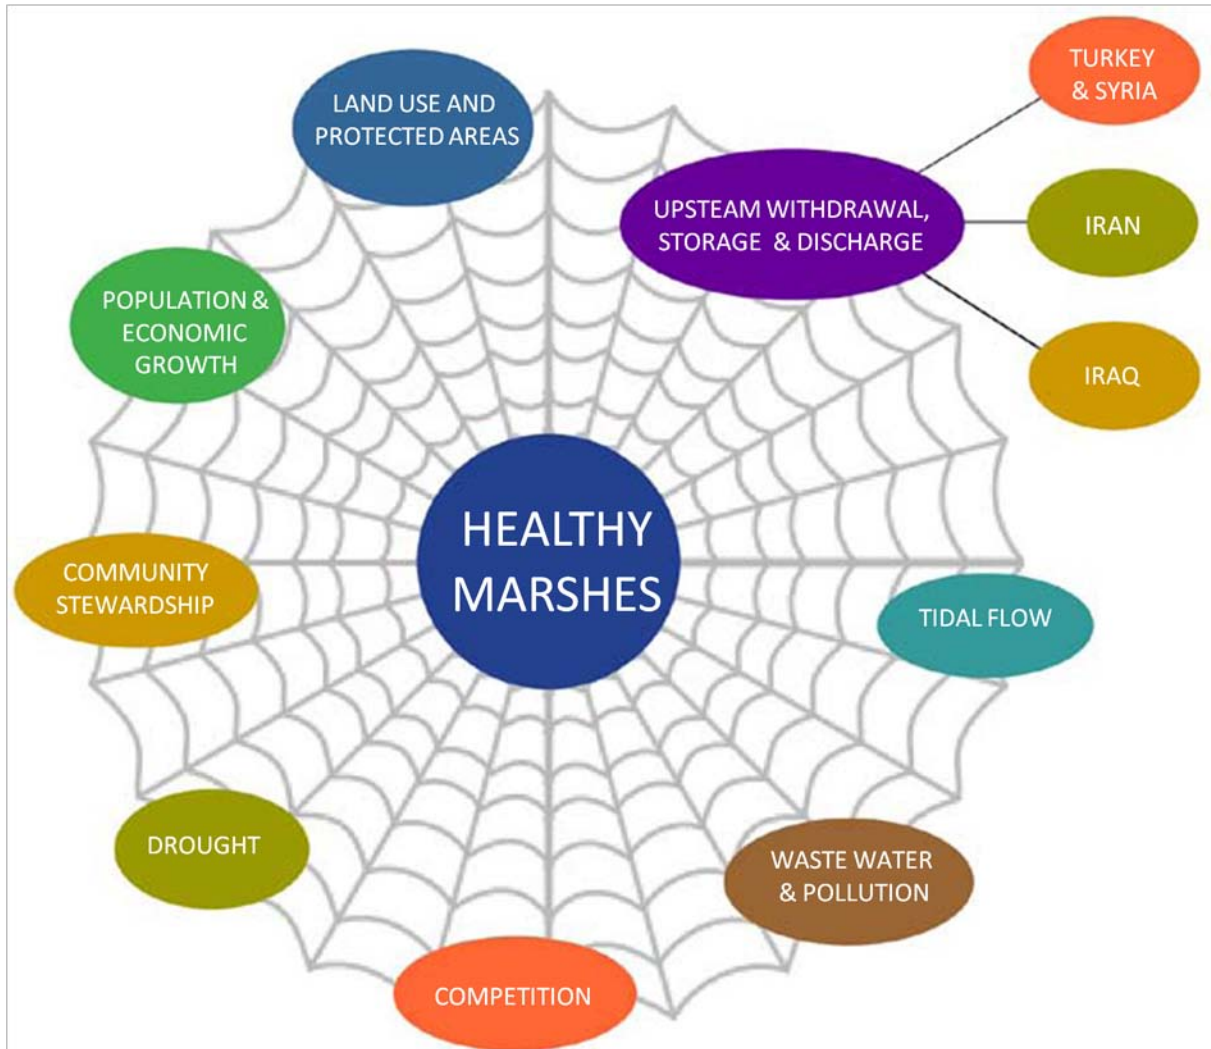 LAND USE AND
PROTECTED AREAS
TURKEY
& SYRIA
UPSTEAM WITHDRAWAL,
STORAGE & DISCHARGE
IRAN
IRAQ
POPULATION &
ECONOMIC
GROWTH
HEALTHY
MARSHES
COMMUNITY
STEWARDSHIP
TIDAL FLOW
DROUGHT
WASTE WATER
& POLLUTION
COMPETITION